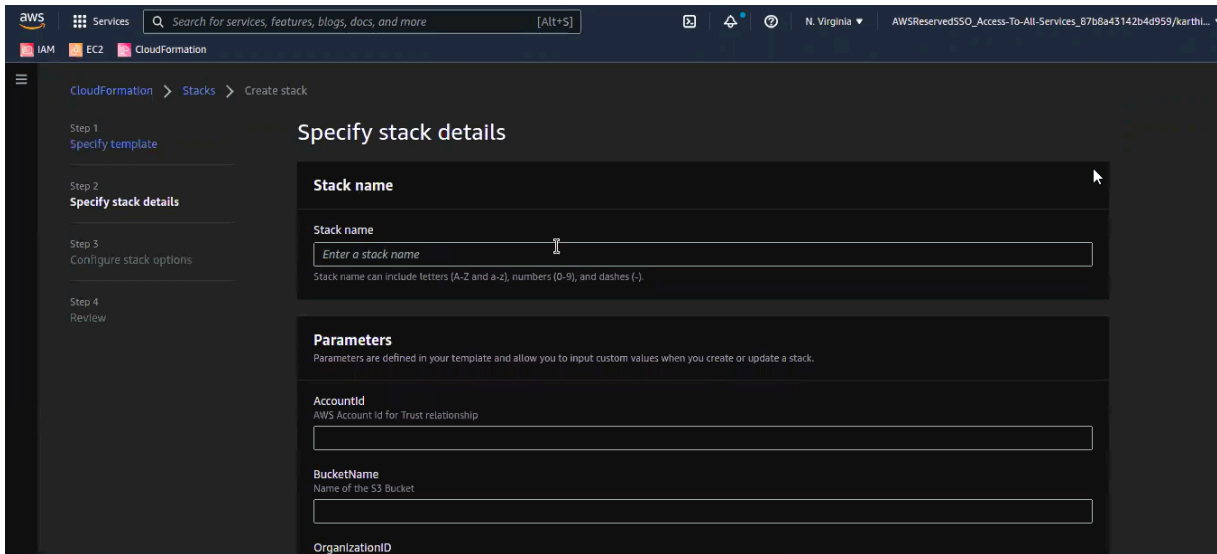 aws
Services
Search for services, features, blogs, docs, and more
[Alt+S]
N. Virginia ▼
AWSReservedSSO_Access-To-All-Services_87b8a43142b4d959/karthi...
IAM
EC2
CloudFormation
CloudFormation > Stacks > Create stack
Step 1
Specify template
Step 2
Specify stack details
Step 3
Configure stack options
Step 4
Review
Specify stack details
Stack name
Stack name
Enter a stack name
Stack name can include letters (A-Z and a-z), numbers (0-9), and dashes (-).
Parameters
Parameters are defined in your template and allow you to input custom values when you create or update a stack.
AccountId
AWS Account Id for Trust relationship
BucketName
Name of the S3 Bucket
OrganizationID